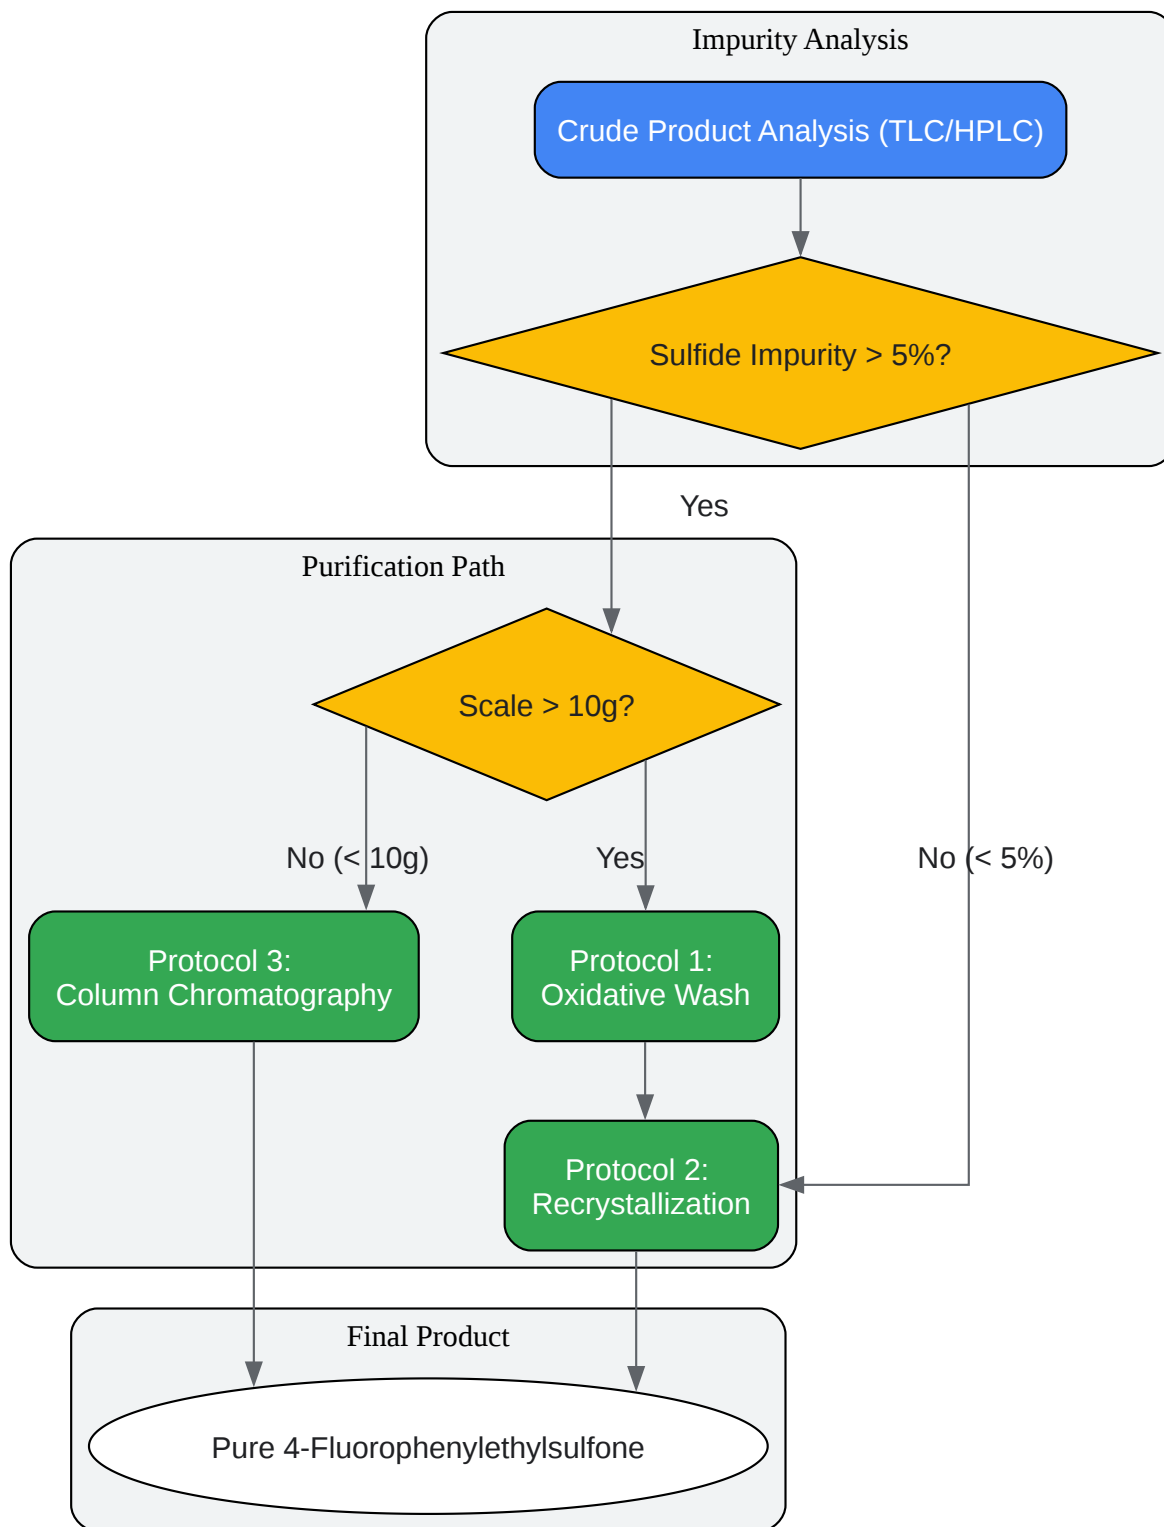 Impurity Analysis
Crude Product Analysis (TLC/HPLC)
Sulfide Impurity > 5%?
Yes
Purification Path
Scale > 10g?
No (< 10g)
Yes
No (< 5%)
Protocol 3:
Column Chromatography
Protocol 1:
Oxidative Wash
Protocol 2:
Recrystallization
Final Product
Pure 4-Fluorophenylethylsulfone